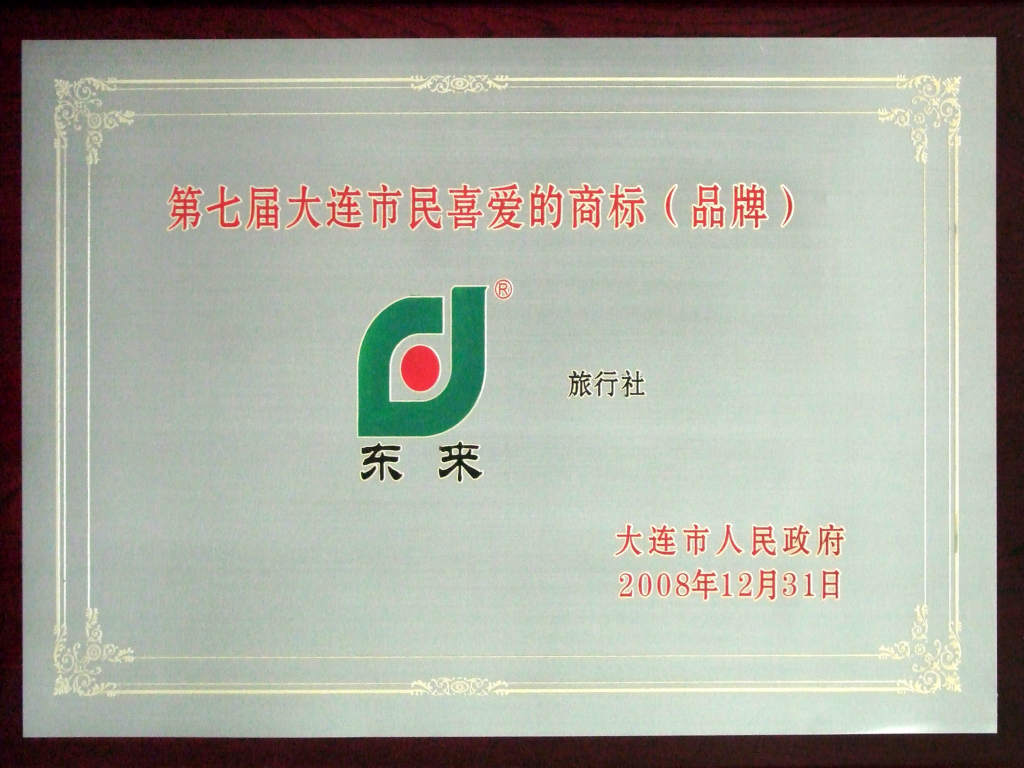 第七届大连市民喜爱的商标（品牌）
®
旅行社
东来
大连市人民政府
2008年12月31日